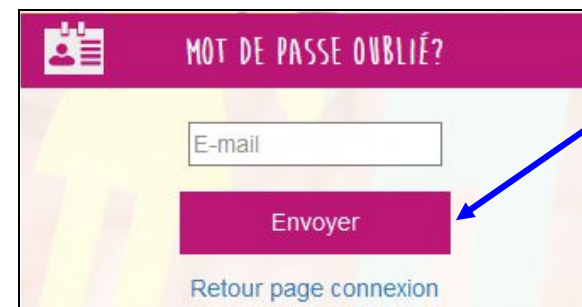 MOT DE PASSE OUBLIÉ?
E-mail
Envoyer
Retour page connexion